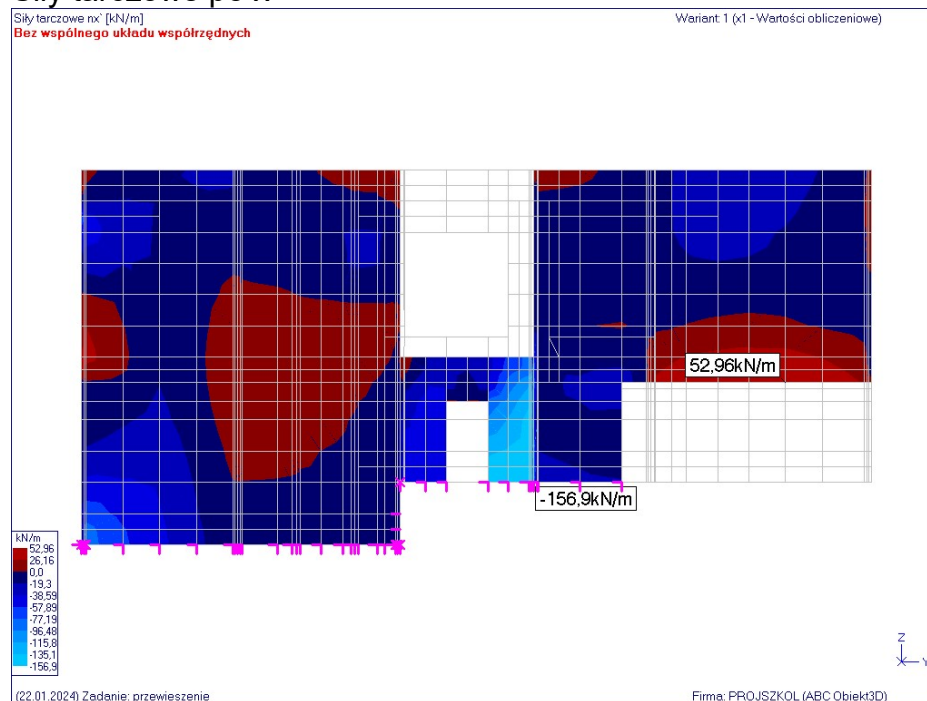 Siły tarczowe nx` [kN/m]
Wariant 1 (x1 - Wartości obliczeniowe)
Bez wspólnego układu współrzędnych
52,96kN/m
-156,9kN/m
kN/m
52,96
26,16
0,0
-19,3
-38,59
-57,89
-77,19
-96,48
-115,8
-135,1
-156,9
Z
Y
(22.01.2024) Zadanie: przewieszenie
Firma: PROJSZKOL (ABC Obiekt3D)